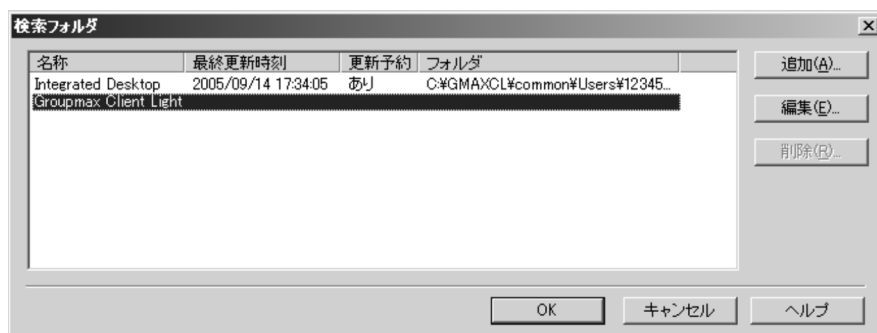 検索フォルダ
名称 最終更新時刻 更新予約 フォルダ
Integrated Desktop 2005/09/14 17:34:05 あり C:¥GMAXCL¥common¥Users¥12345...
Groupmax Client Light
追加(A)...
編集(E)...
削除(R)...
OK キャンセル ヘルプ